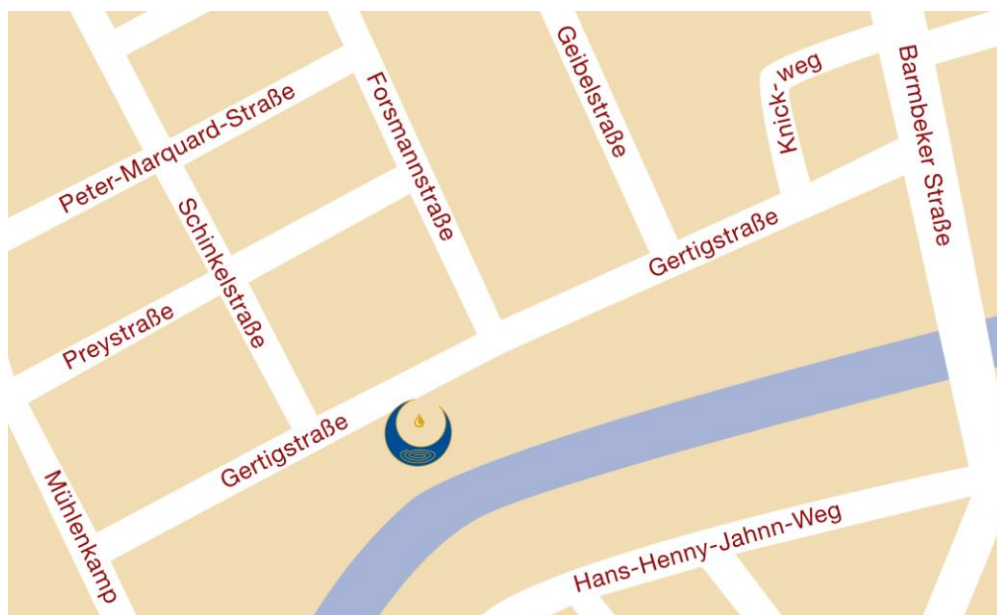 Geibelstraße
Knick-weg
Barmbeker Straße
Forsmannstraße
Peter-Marquard-Straße
Schinkelstraße
Gertigstraße
Preystraße
Gertigstraße
Mühlenkamp
Hans-Henny-Jahnn-Weg